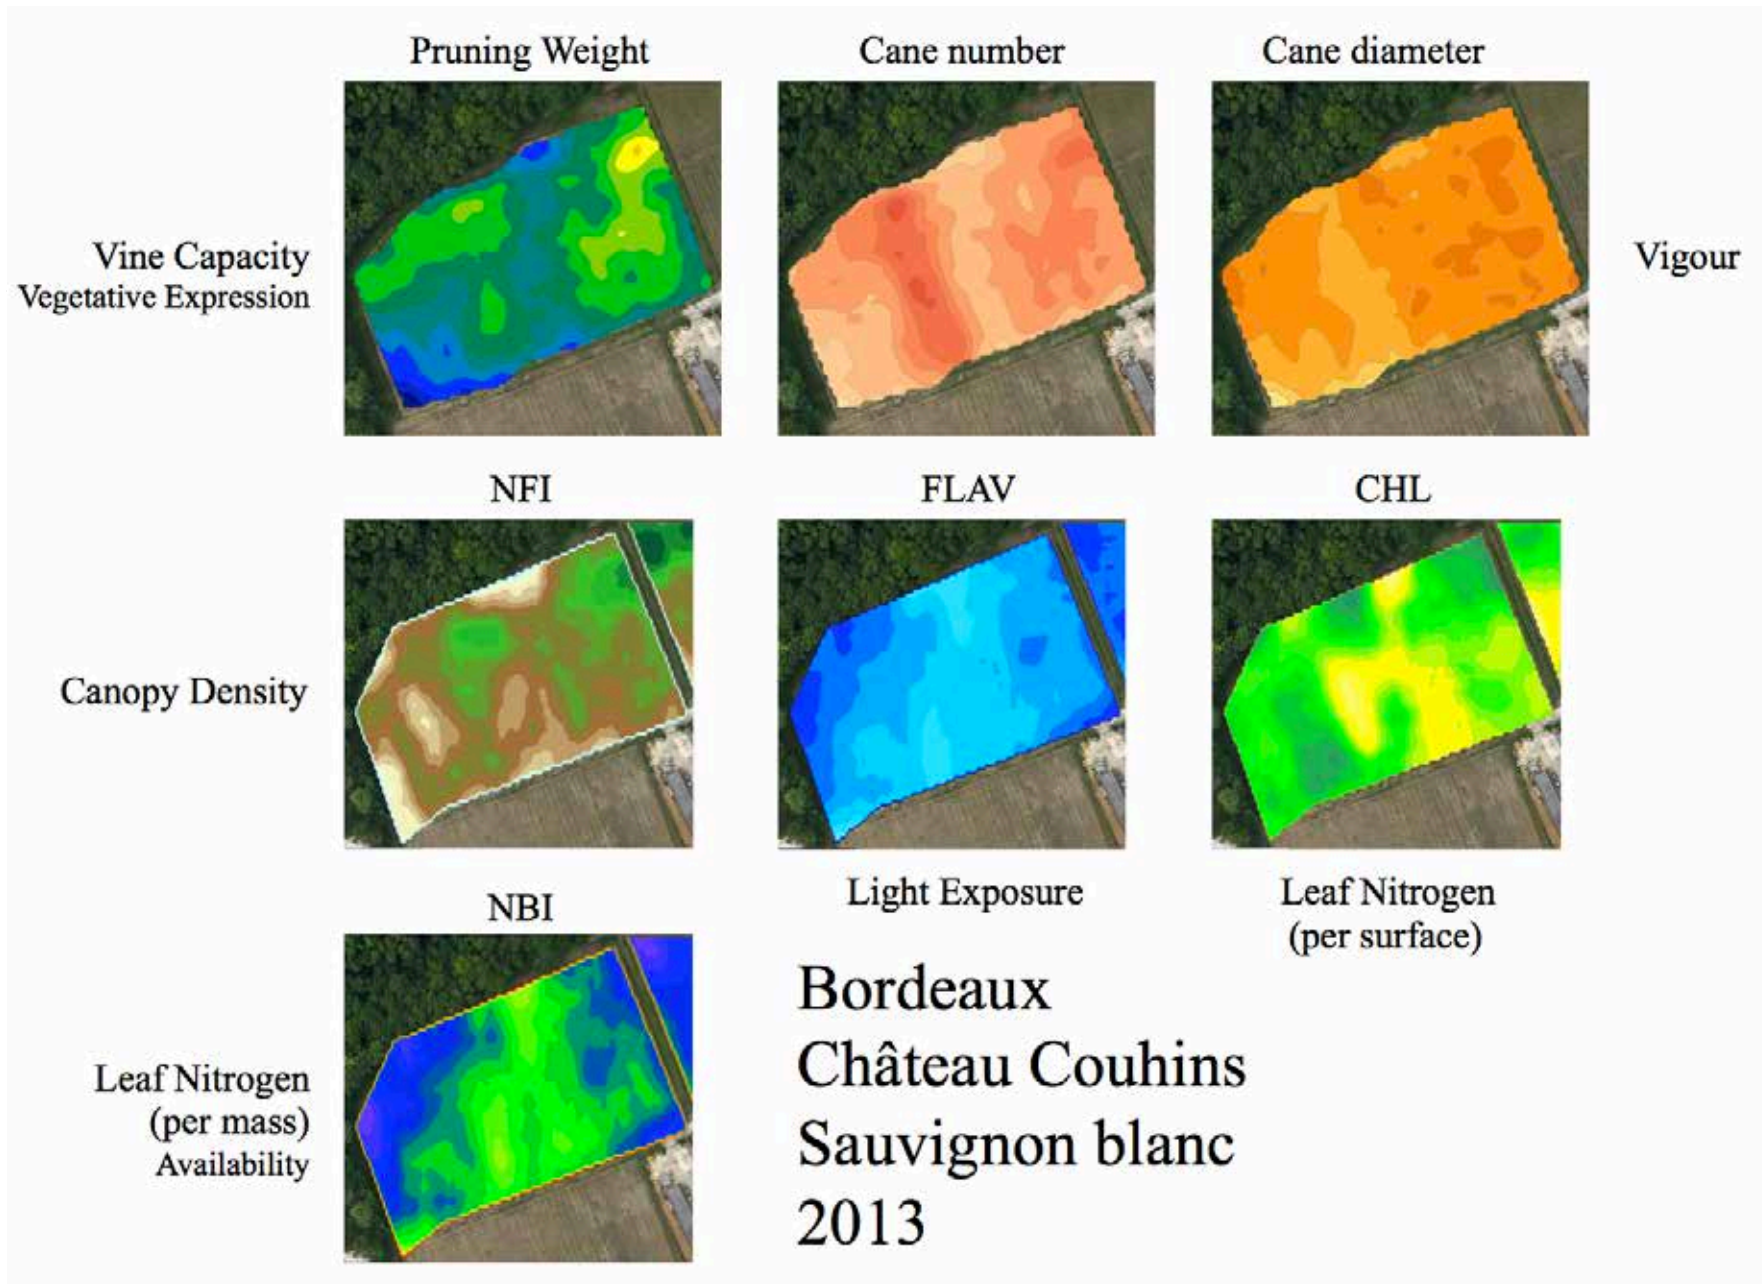 Pruning Weight
Cane number
Cane diameter
Vine Capacity
Vegetative Expression
Vigour
NFI
FLAV
CHL
Canopy Density
Light Exposure
Leaf Nitrogen
(per surface)
NBI
Leaf Nitrogen
(per mass)
Availability
Bordeaux
Château Couhins
Sauvignon blanc
2013